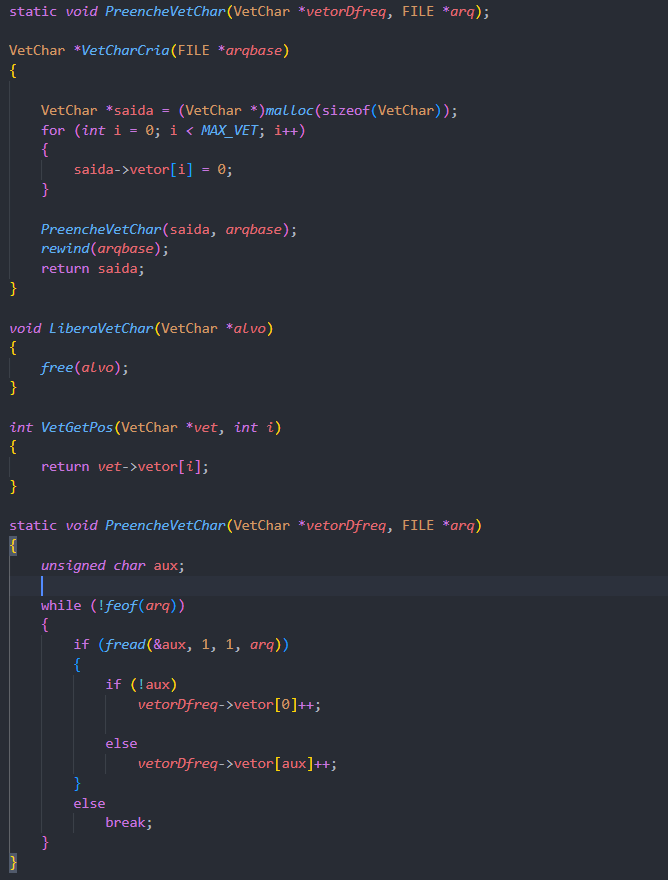 static void PreencheVetChar(VetChar *vetorDfreq, FILE *arq);
VetChar *VetCharCria(FILE *arqbase)
{
VetChar *saida = (VetChar *)malloc(sizeof(VetChar));
for (int i = 0; i < MAX_VET; i++)
{
saida->vetor[i] = 0;
}
PreencheVetChar(saida, arqbase);
rewind(arqbase);
return saida;
}
void LiberaVetChar(VetChar *alvo)
{
free(alvo);
}
int VetGetPos(VetChar *vet, int i)
{
return vet->vetor[i];
}
static void PreencheVetChar(VetChar *vetorDfreq, FILE *arq)
{
unsigned char aux;
while (!feof(arq))
{
if (fread(&aux, 1, 1, arq))
{
if (!aux)
vetorDfreq->vetor[0]++;
else
vetorDfreq->vetor[aux]++;
}
else
break;
}
}